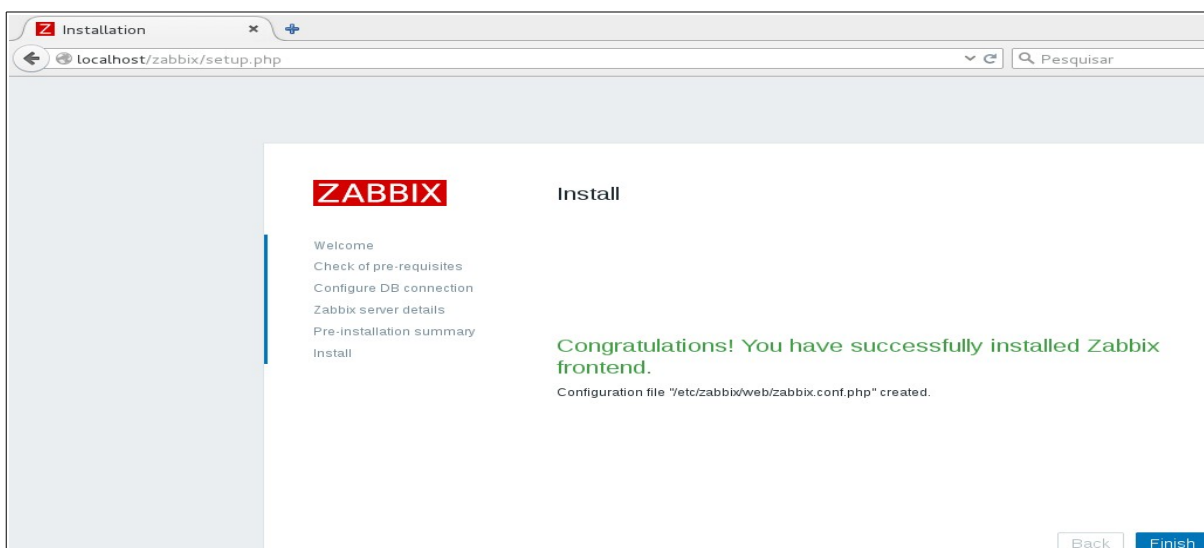 Z Installation
localhost/zabbix/setup.php
Pesquisar
ZABBIX
Install
Welcome
Check of pre-requisites
Configure DB connection
Zabbix server details
Pre-installation summary
Install
Congratulations! You have successfully installed Zabbix
frontend.
Configuration file "/etc/zabbix/web/zabbix.conf.php" created.
Back
Finish